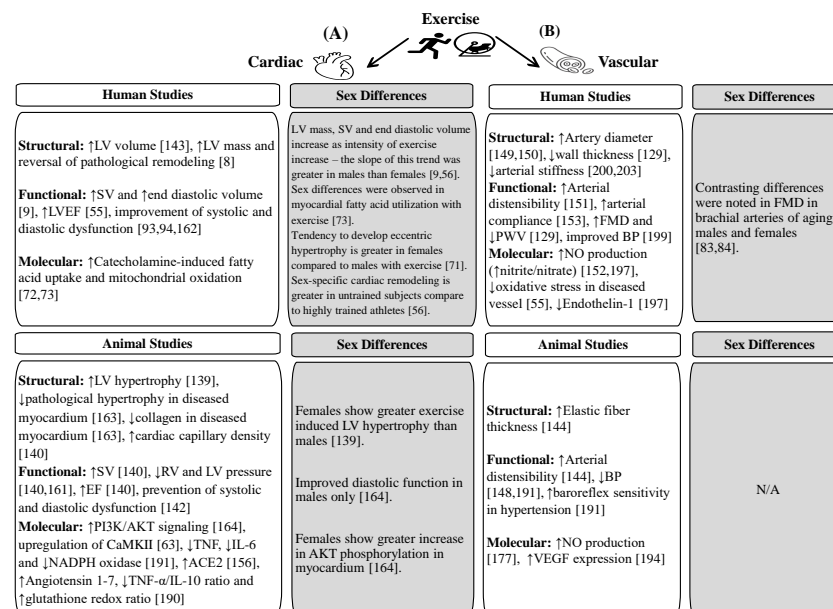 Exercise
(A)
(B)
Cardiac
Vascular
Human Studies
Structural: ↑LV volume [143], ↑LV mass and
reversal of pathological remodeling [8]
Functional: ↑SV and ↑end diastolic volume
[9], ↑LVEF [55], improvement of systolic and
diastolic dysfunction [93,94,162]
Molecular: ↑Catecholamine-induced fatty
acid uptake and mitochondrial oxidation
[72,73]
Sex Differences
LV mass, SV and end diastolic volume
increase as intensity of exercise
increase – the slope of this trend was
greater in males than females [9,56].
Sex differences were observed in
myocardial fatty acid utilization with
exercise [73].
Tendency to develop eccentric
hypertrophy is greater in females
compared to males with exercise [71].
Sex-specific cardiac remodeling is
greater in untrained subjects compare
to highly trained athletes [56].
Human Studies
Structural: ↑Artery diameter
[149,150], ↓wall thickness [129],
↓arterial stiffness [200,203]
Functional: ↑Arterial
distensibility [151], ↑arterial
compliance [153], ↑FMD and
↓PWV [129], improved BP [199]
Molecular: ↑NO production
(↑nitrite/nitrate) [152,197],
↓oxidative stress in diseased
vessel [55], ↓Endothelin-1 [197]
Sex Differences
Contrasting differences
were noted in FMD in
brachial arteries of aging
males and females
[83,84].
Animal Studies
Structural: ↑LV hypertrophy [139],
↓pathological hypertrophy in diseased
myocardium [163], ↓collagen in diseased
myocardium [163], ↑cardiac capillary density
[140]
Functional: ↑SV [140], ↓RV and LV pressure
[140,161], ↑EF [140], prevention of systolic
and diastolic dysfunction [142]
Molecular: ↑PI3K/AKT signaling [164],
upregulation of CaMKII [63], ↓TNF, ↓IL-6
and ↓NADPH oxidase [191], ↑ACE2 [156],
↑Angiotensin 1-7, ↓TNF-α/IL-10 ratio and
↑glutathione redox ratio [190]
Sex Differences
Females show greater exercise
induced LV hypertrophy than
males [139].
Improved diastolic function in
males only [164].
Females show greater increase
in AKT phosphorylation in
myocardium [164].
Animal Studies
Structural: ↑Elastic fiber
thickness [144]
Functional: ↑Arterial
distensibility [144], ↓BP
[148,191], ↑baroreflex sensitivity
in hypertension [191]
Molecular: ↑NO production
[177], ↑VEGF expression [194]
Sex Differences
N/A